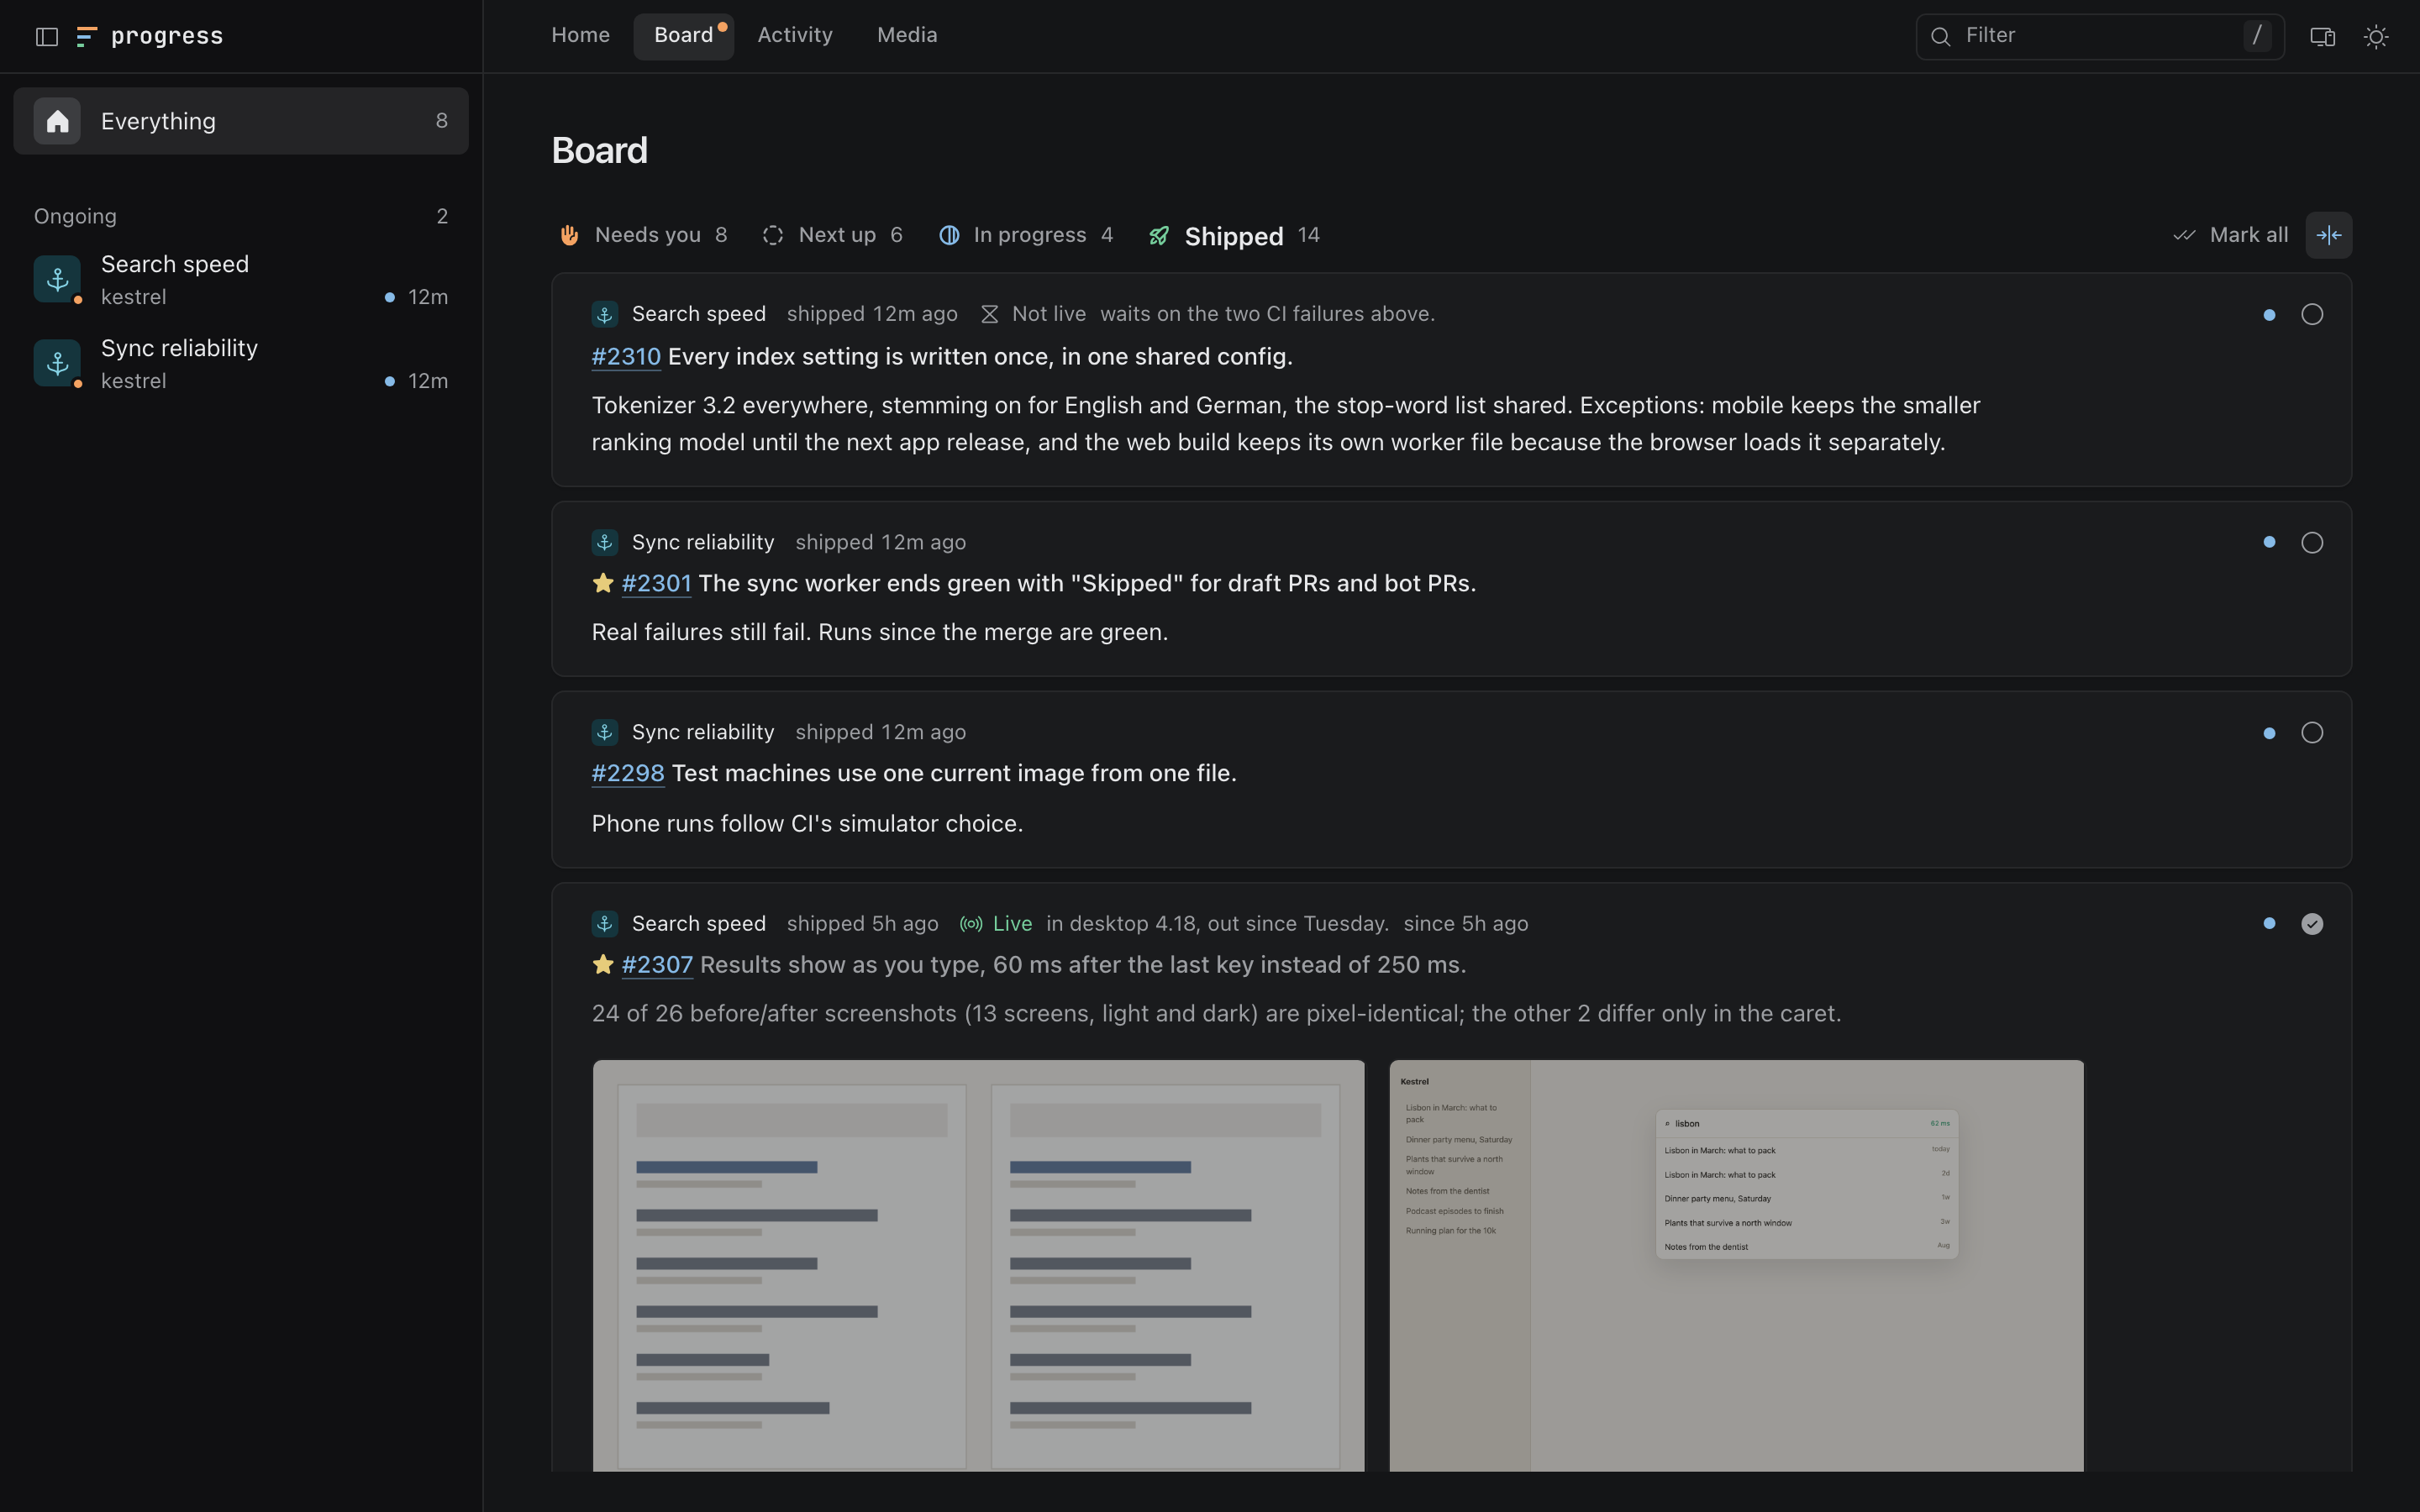 progress
Home
Board
Activity
Media
Filter
/
Everything
8
Ongoing
2
Search speed
kestrel
12m
Sync reliability
kestrel
12m
Board
Needs you 8
Next up 6
In progress 4
Shipped 14
Mark all
Search speed shipped 12m ago Not live waits on the two CI failures above.
#2310 Every index setting is written once, in one shared config.
Tokenizer 3.2 everywhere, stemming on for English and German, the stop-word list shared. Exceptions: mobile keeps the smaller
ranking model until the next app release, and the web build keeps its own worker file because the browser loads it separately.
Sync reliability shipped 12m ago
#2301 The sync worker ends green with "Skipped" for draft PRs and bot PRs.
Real failures still fail. Runs since the merge are green.
Sync reliability shipped 12m ago
#2298 Test machines use one current image from one file.
Phone runs follow CI's simulator choice.
Search speed shipped 5h ago Live in desktop 4.18, out since Tuesday. since 5h ago
#2307 Results show as you type, 60 ms after the last key instead of 250 ms.
24 of 26 before/after screenshots (13 screens, light and dark) are pixel-identical; the other 2 differ only in the caret.
Kestrel
Lisbon in March: what to
pack
Dinner party menu, Saturday
Plants that survive a north
window
Notes from the dentist
Podcast episodes to finish
Running plan for the 10k
lisbon
62 ms
Lisbon in March: what to pack
today
Lisbon in March: what to pack
2d
Dinner party menu, Saturday
1w
Plants that survive a north window
3w
Notes from the dentist
Aug